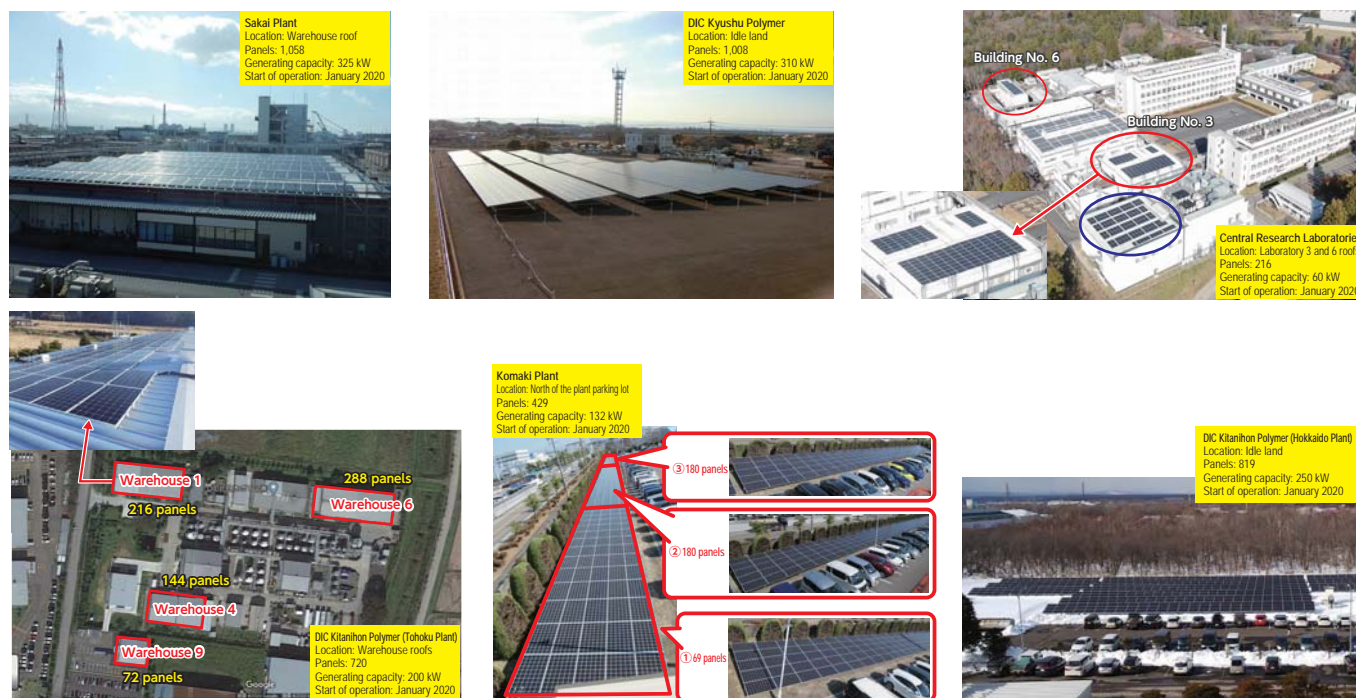 Sakai Plant
Location: Warehouse roof
Panels: 1,058
Generating capacity: 325 kW
Start of operation: January 2020
DIC Kyushu Polymer
Location: Idle land
Panels: 1,008
Generating capacity: 310 kW
Start of operation: January 2020
Building No. 6
Building No. 3
Central Research Laboratorie
Location: Laboratory 3 and 6 roofs
Panels: 216
Generating capacity: 60 kW
Start of operation: January 2020
Warehouse 1
216 panels
288 panels
Warehouse 6
144 panels
Warehouse 4
Warehouse 9
72 panels
DIC Kitanihon Polymer (Tohoku Plant)
Location: Warehouse roofs
Panels: 720
Generating capacity: 200 kW
Start of operation: January 2020
Google
Komaki Plant
Location: North of the plant parking lot
Panels: 429
Generating capacity: 132 kW
Start of operation: January 2020
③180 panels
②180 panels
①69 panels
DIC Kitanihon Polymer (Hokkaido Plant)
Location: Idle land
Panels: 819
Generating capacity: 250 kW
Start of operation: January 2020